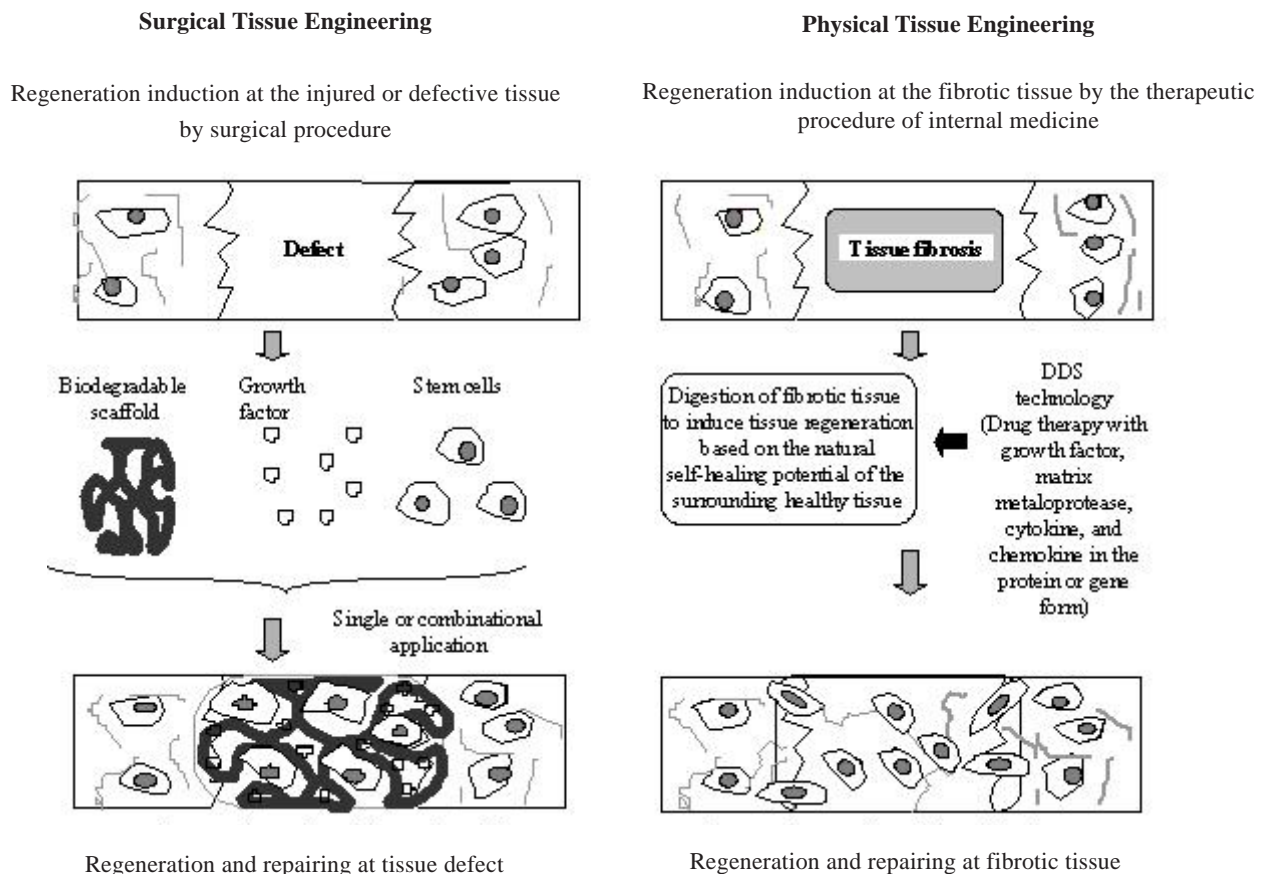 Surgical Tissue Engineering
Regeneration induction at the injured or defective tissue
by surgical procedure
Defect
Biodegradable
scaffold
Growth
factor
Stem cells
Single or combinational
application
Regeneration and repairing at tissue defect
Physical Tissue Engineering
Regeneration induction at the fibrotic tissue by the therapeutic
procedure of internal medicine
Tissue fibrosis
Digestion of fibrotic tissue
to induce tissue regeneration
based on the natural
self-healing potential of the
surrounding healthy tissue
DDS
technology
(Drug therapy with
growth factor,
matrix
metaloprotease,
cytokine, and
chemokine in the
protein or gene
form)
Regeneration and repairing at fibrotic tissue